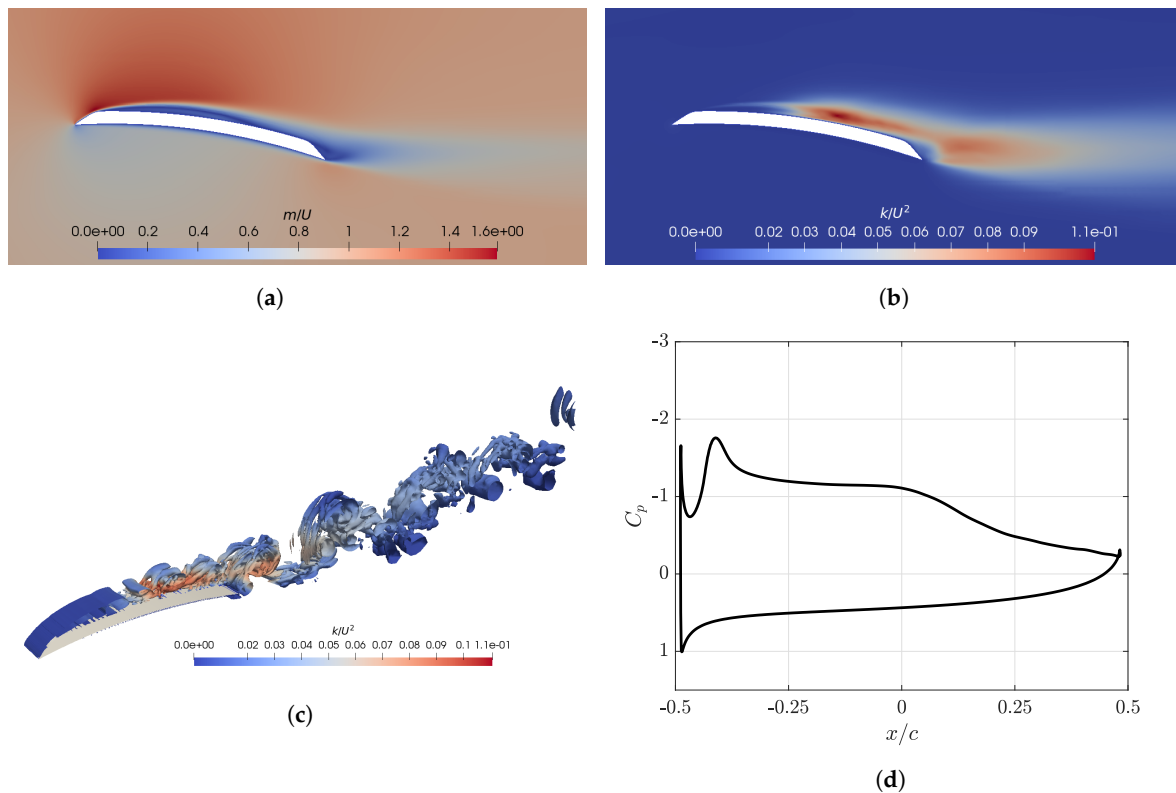 m/U
0.0e+00 0.2 0.4 0.6 0.8 1 1.2 1.4 1.6e+00
(a)
k/U²
0.0e+00 0.02 0.03 0.04 0.05 0.06 0.07 0.08 0.09 1.1e-01
(b)
k/U²
0.0e+00 0.02 0.03 0.04 0.05 0.06 0.07 0.08 0.09 0.1 1.1e-01
(c)
-3
-2
-1
0
1
C_p
-0.5 -0.25 0 0.25 0.5
x/c
(d)